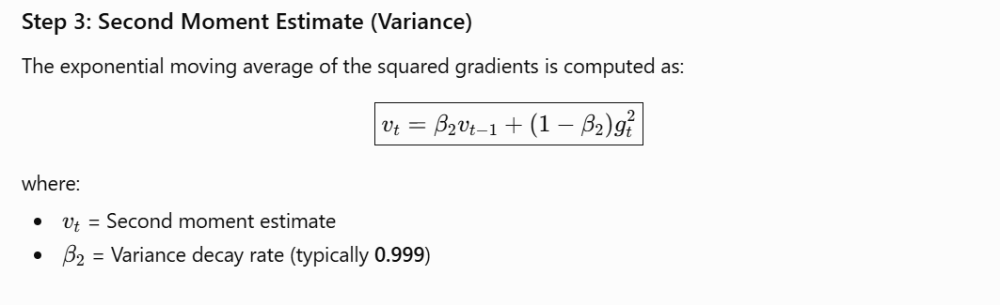 Step 3: Second Moment Estimate (Variance)
The exponential moving average of the squared gradients is computed as:
$v_t = \beta_2 v_{t-1} + (1 - \beta_2) g_t^2$
where:
• $v_t$ = Second moment estimate
• $\beta_2$ = Variance decay rate (typically 0.999)